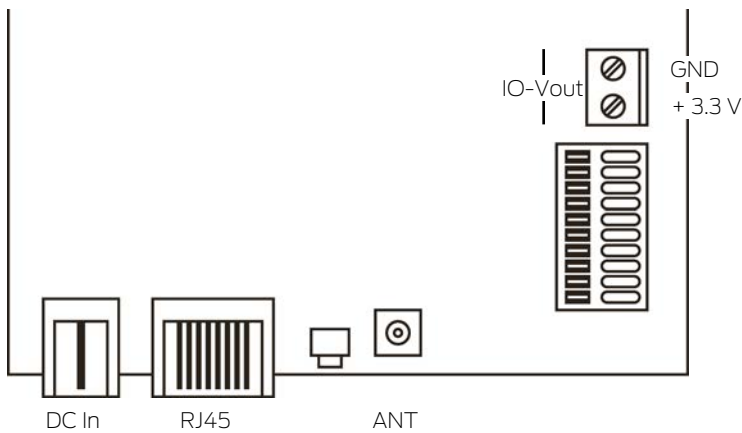 GND
IO-Vout
+ 3.3 V
DC In
RJ45
ANT